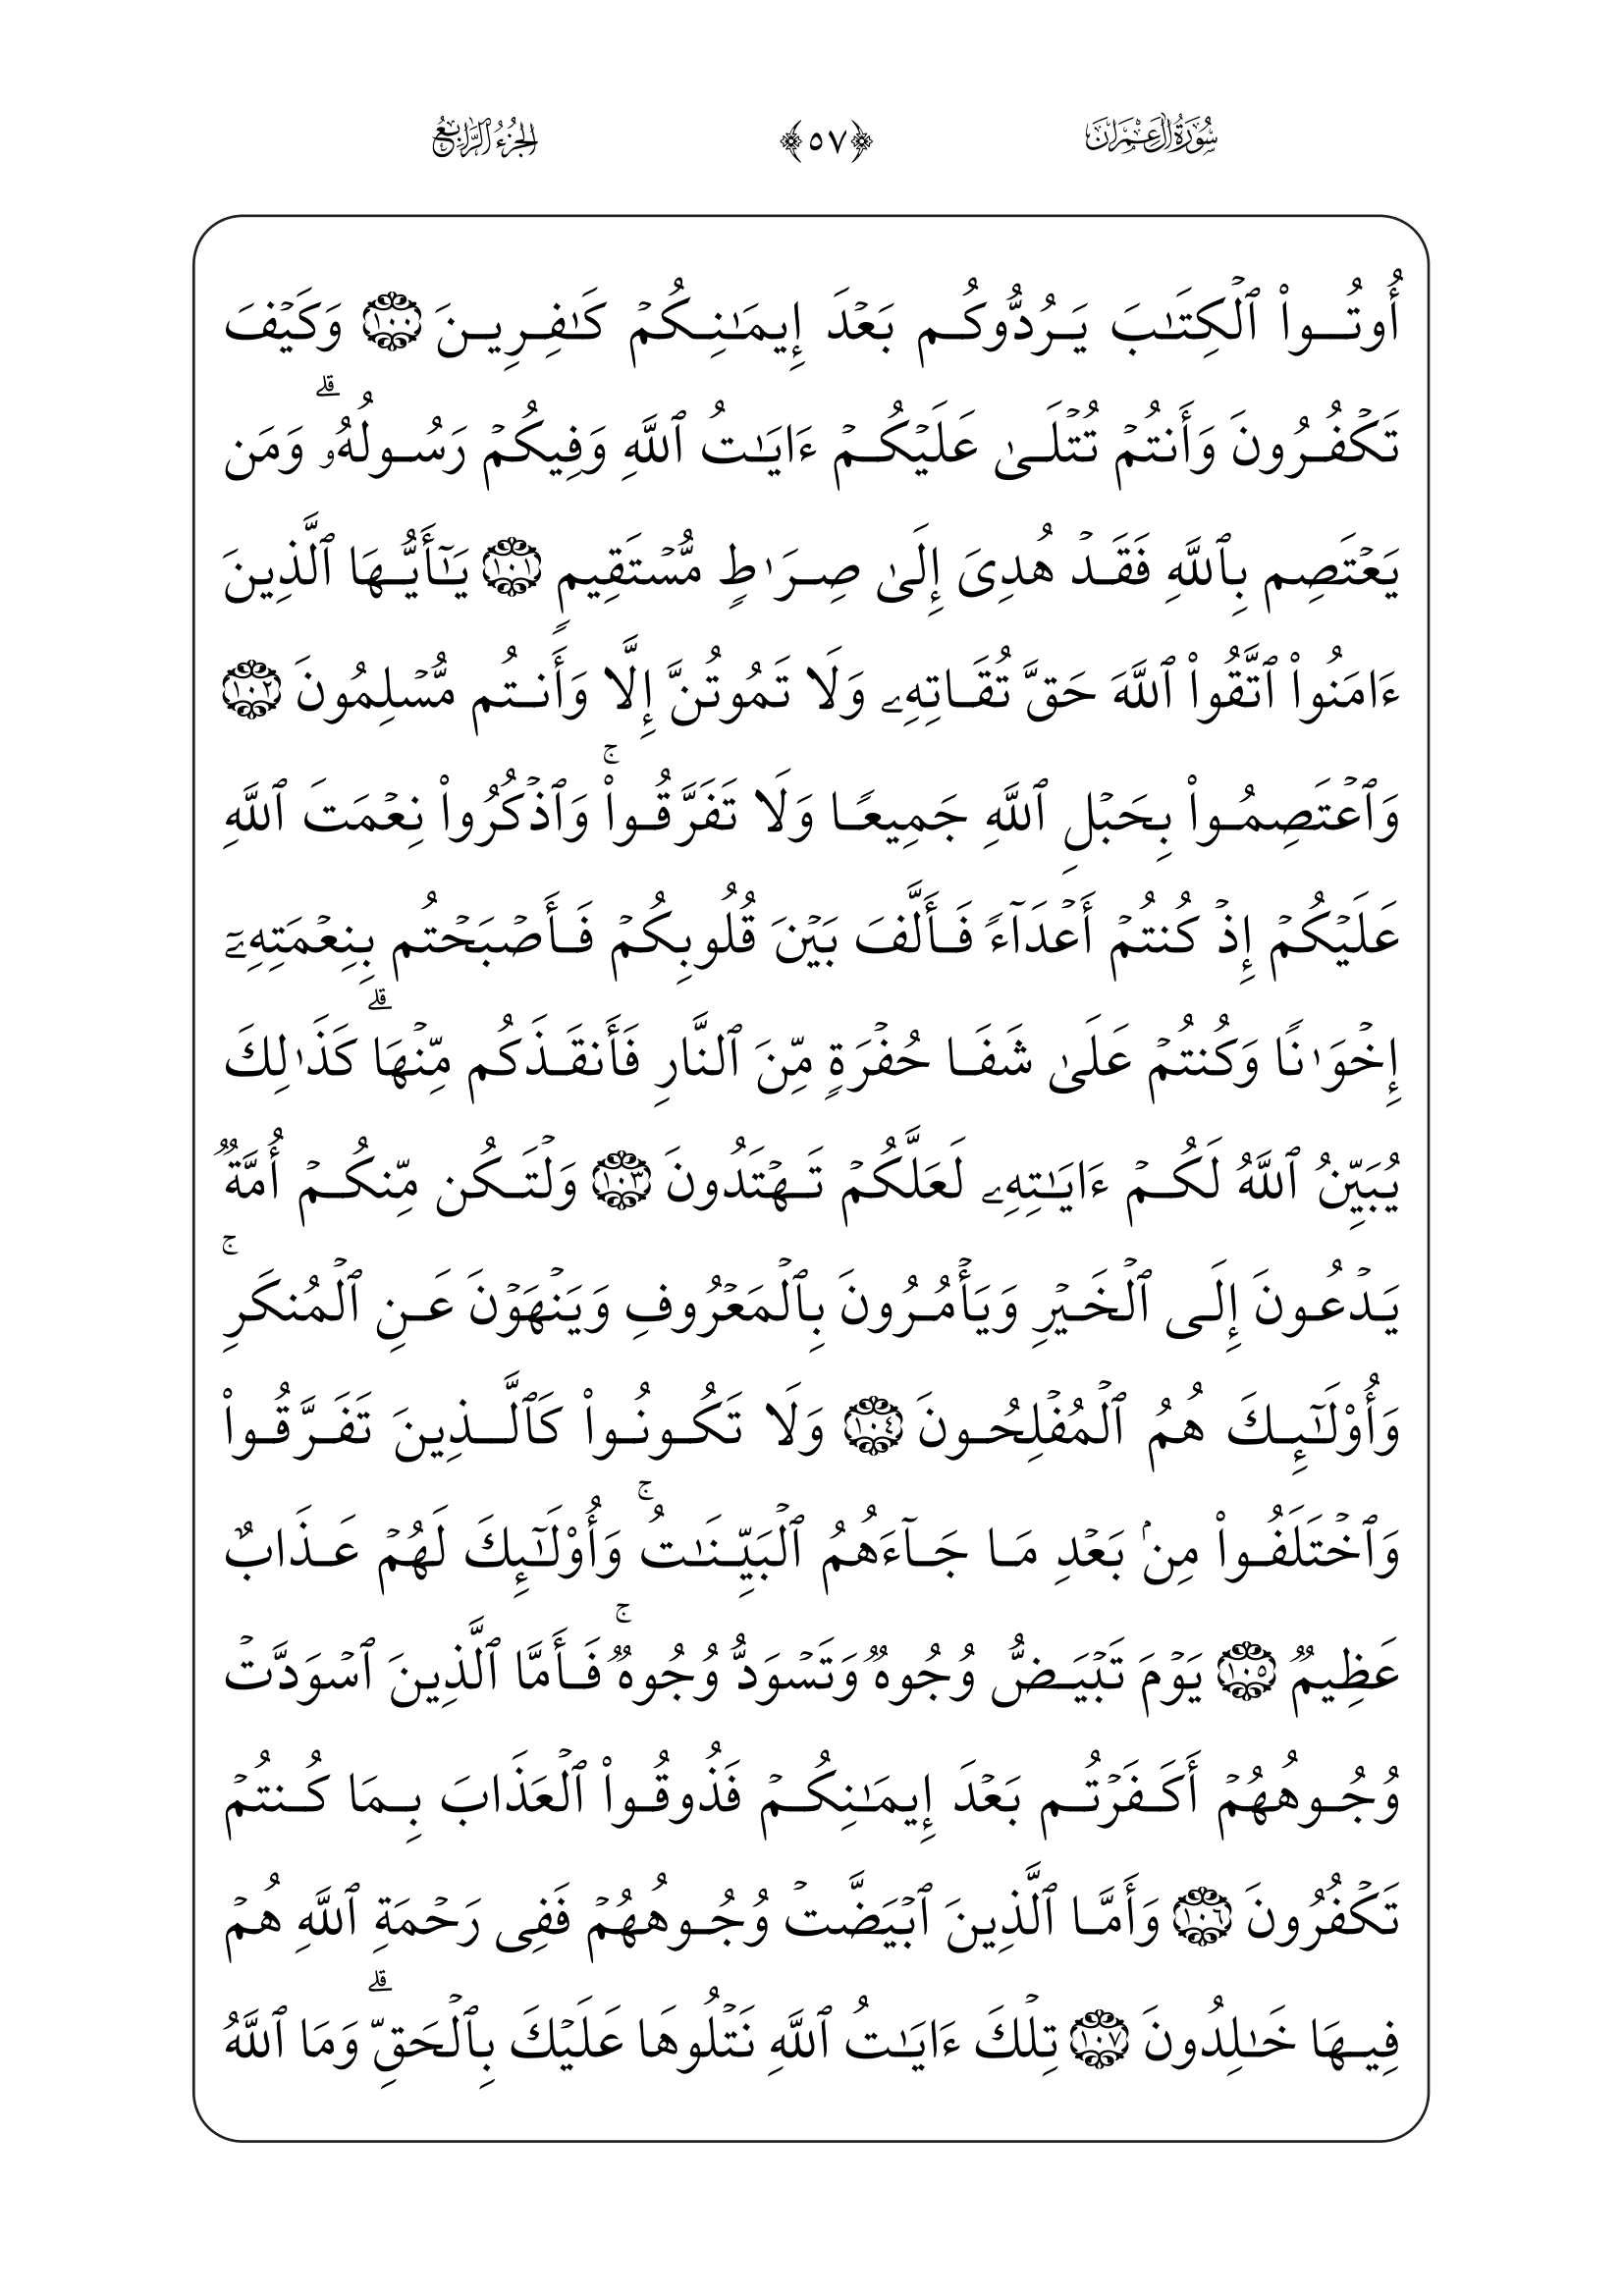 سُورَةُ آلِ عِمْرَانَ ﴿٥٧﴾ الجُزْءُ الرَّابِعُ
أُوتُوا۟ ٱلْكِتَـٰبَ يَرُدُّوكُم بَعْدَ إِيمَـٰنِكُمْ كَـٰفِرِينَ ١٠٠ وَكَيْفَ
تَكْفُرُونَ وَأَنتُمْ تُتْلَىٰ عَلَيْكُمْ ءَايَـٰتُ ٱللَّهِ وَفِيكُمْ رَسُولُهُۥ ۗ وَمَن
يَعْتَصِم بِٱللَّهِ فَقَدْ هُدِىَ إِلَىٰ صِرَٰطٍ مُّسْتَقِيمٍ ١٠١ يَـٰٓأَيُّهَا ٱلَّذِينَ
ءَامَنُوا۟ ٱتَّقُوا۟ ٱللَّهَ حَقَّ تُقَاتِهِۦ وَلَا تَمُوتُنَّ إِلَّا وَأَنتُم مُّسْلِمُونَ ١٠٢
وَٱعْتَصِمُوا۟ بِحَبْلِ ٱللَّهِ جَمِيعًا وَلَا تَفَرَّقُوا۟ ۚ وَٱذْكُرُوا۟ نِعْمَتَ ٱللَّهِ
عَلَيْكُمْ إِذْ كُنتُمْ أَعْدَآءً فَأَلَّفَ بَيْنَ قُلُوبِكُمْ فَأَصْبَحْتُم بِنِعْمَتِهِۦٓ
إِخْوَٰنًا وَكُنتُمْ عَلَىٰ شَفَا حُفْرَةٍ مِّنَ ٱلنَّارِ فَأَنقَذَكُم مِّنْهَا ۗ كَذَٰلِكَ
يُبَيِّنُ ٱللَّهُ لَكُمْ ءَايَـٰتِهِۦ لَعَلَّكُمْ تَهْتَدُونَ ١٠٣ وَلْتَكُن مِّنكُمْ أُمَّةٌ
يَدْعُونَ إِلَى ٱلْخَيْرِ وَيَأْمُرُونَ بِٱلْمَعْرُوفِ وَيَنْهَوْنَ عَنِ ٱلْمُنكَرِ ۚ
وَأُو۟لَـٰٓئِكَ هُمُ ٱلْمُفْلِحُونَ ١٠٤ وَلَا تَكُونُوا۟ كَٱلَّذِينَ تَفَرَّقُوا۟
وَٱخْتَلَفُوا۟ مِنۢ بَعْدِ مَا جَآءَهُمُ ٱلْبَيِّنَـٰتُ ۚ وَأُو۟لَـٰٓئِكَ لَهُمْ عَذَابٌ
عَظِيمٌ ١٠٥ يَوْمَ تَبْيَضُّ وُجُوهٌ وَتَسْوَدُّ وُجُوهٌ ۚ فَأَمَّا ٱلَّذِينَ ٱسْوَدَّتْ
وُجُوهُهُمْ أَكَفَرْتُم بَعْدَ إِيمَـٰنِكُمْ فَذُوقُوا۟ ٱلْعَذَابَ بِمَا كُنتُمْ
تَكْفُرُونَ ١٠٦ وَأَمَّا ٱلَّذِينَ ٱبْيَضَّتْ وُجُوهُهُمْ فَفِى رَحْمَةِ ٱللَّهِ هُمْ
فِيهَا خَـٰلِدُونَ ١٠٧ تِلْكَ ءَايَـٰتُ ٱللَّهِ نَتْلُوهَا عَلَيْكَ بِٱلْحَقِّ ۗ وَمَا ٱللَّهُ